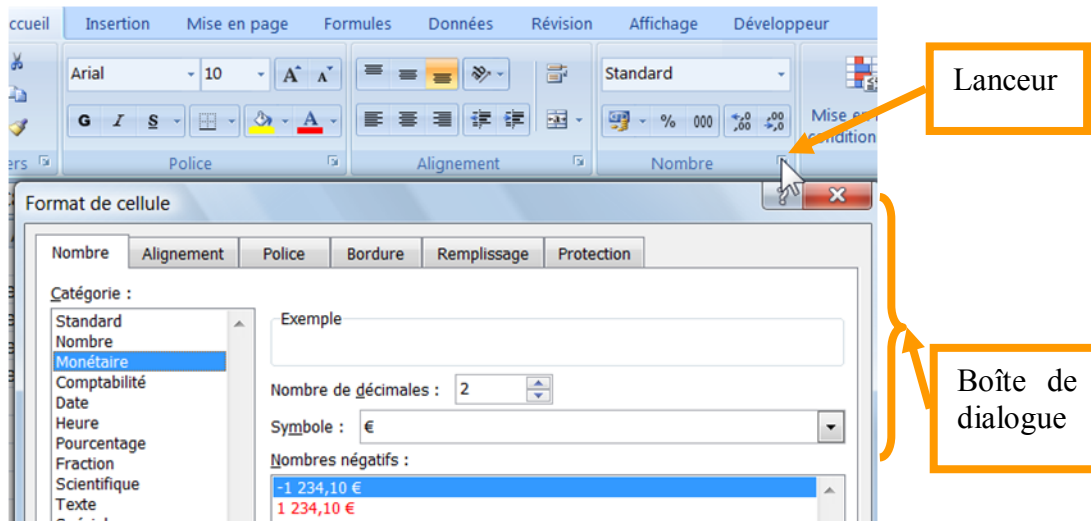 ccueil Insertion Mise en page Formules Données Révision Affichage Développeur
Arial 10 A A Standard
Lanceur
G I S A % 000 ,00 ,0 Mise en
condition
ers Police Alignement Nombre
Format de cellule
Nombre Alignement Police Bordure Remplissage Protection
Catégorie :
Standard
Nombre
Monétaire
Comptabilité
Date
Heure
Pourcentage
Fraction
Scientifique
Texte
Exemple
Nombre de décimales : 2
Symbole : €
Nombres négatifs :
-1 234,10 €
1 234,10 €
Boîte de
dialogue